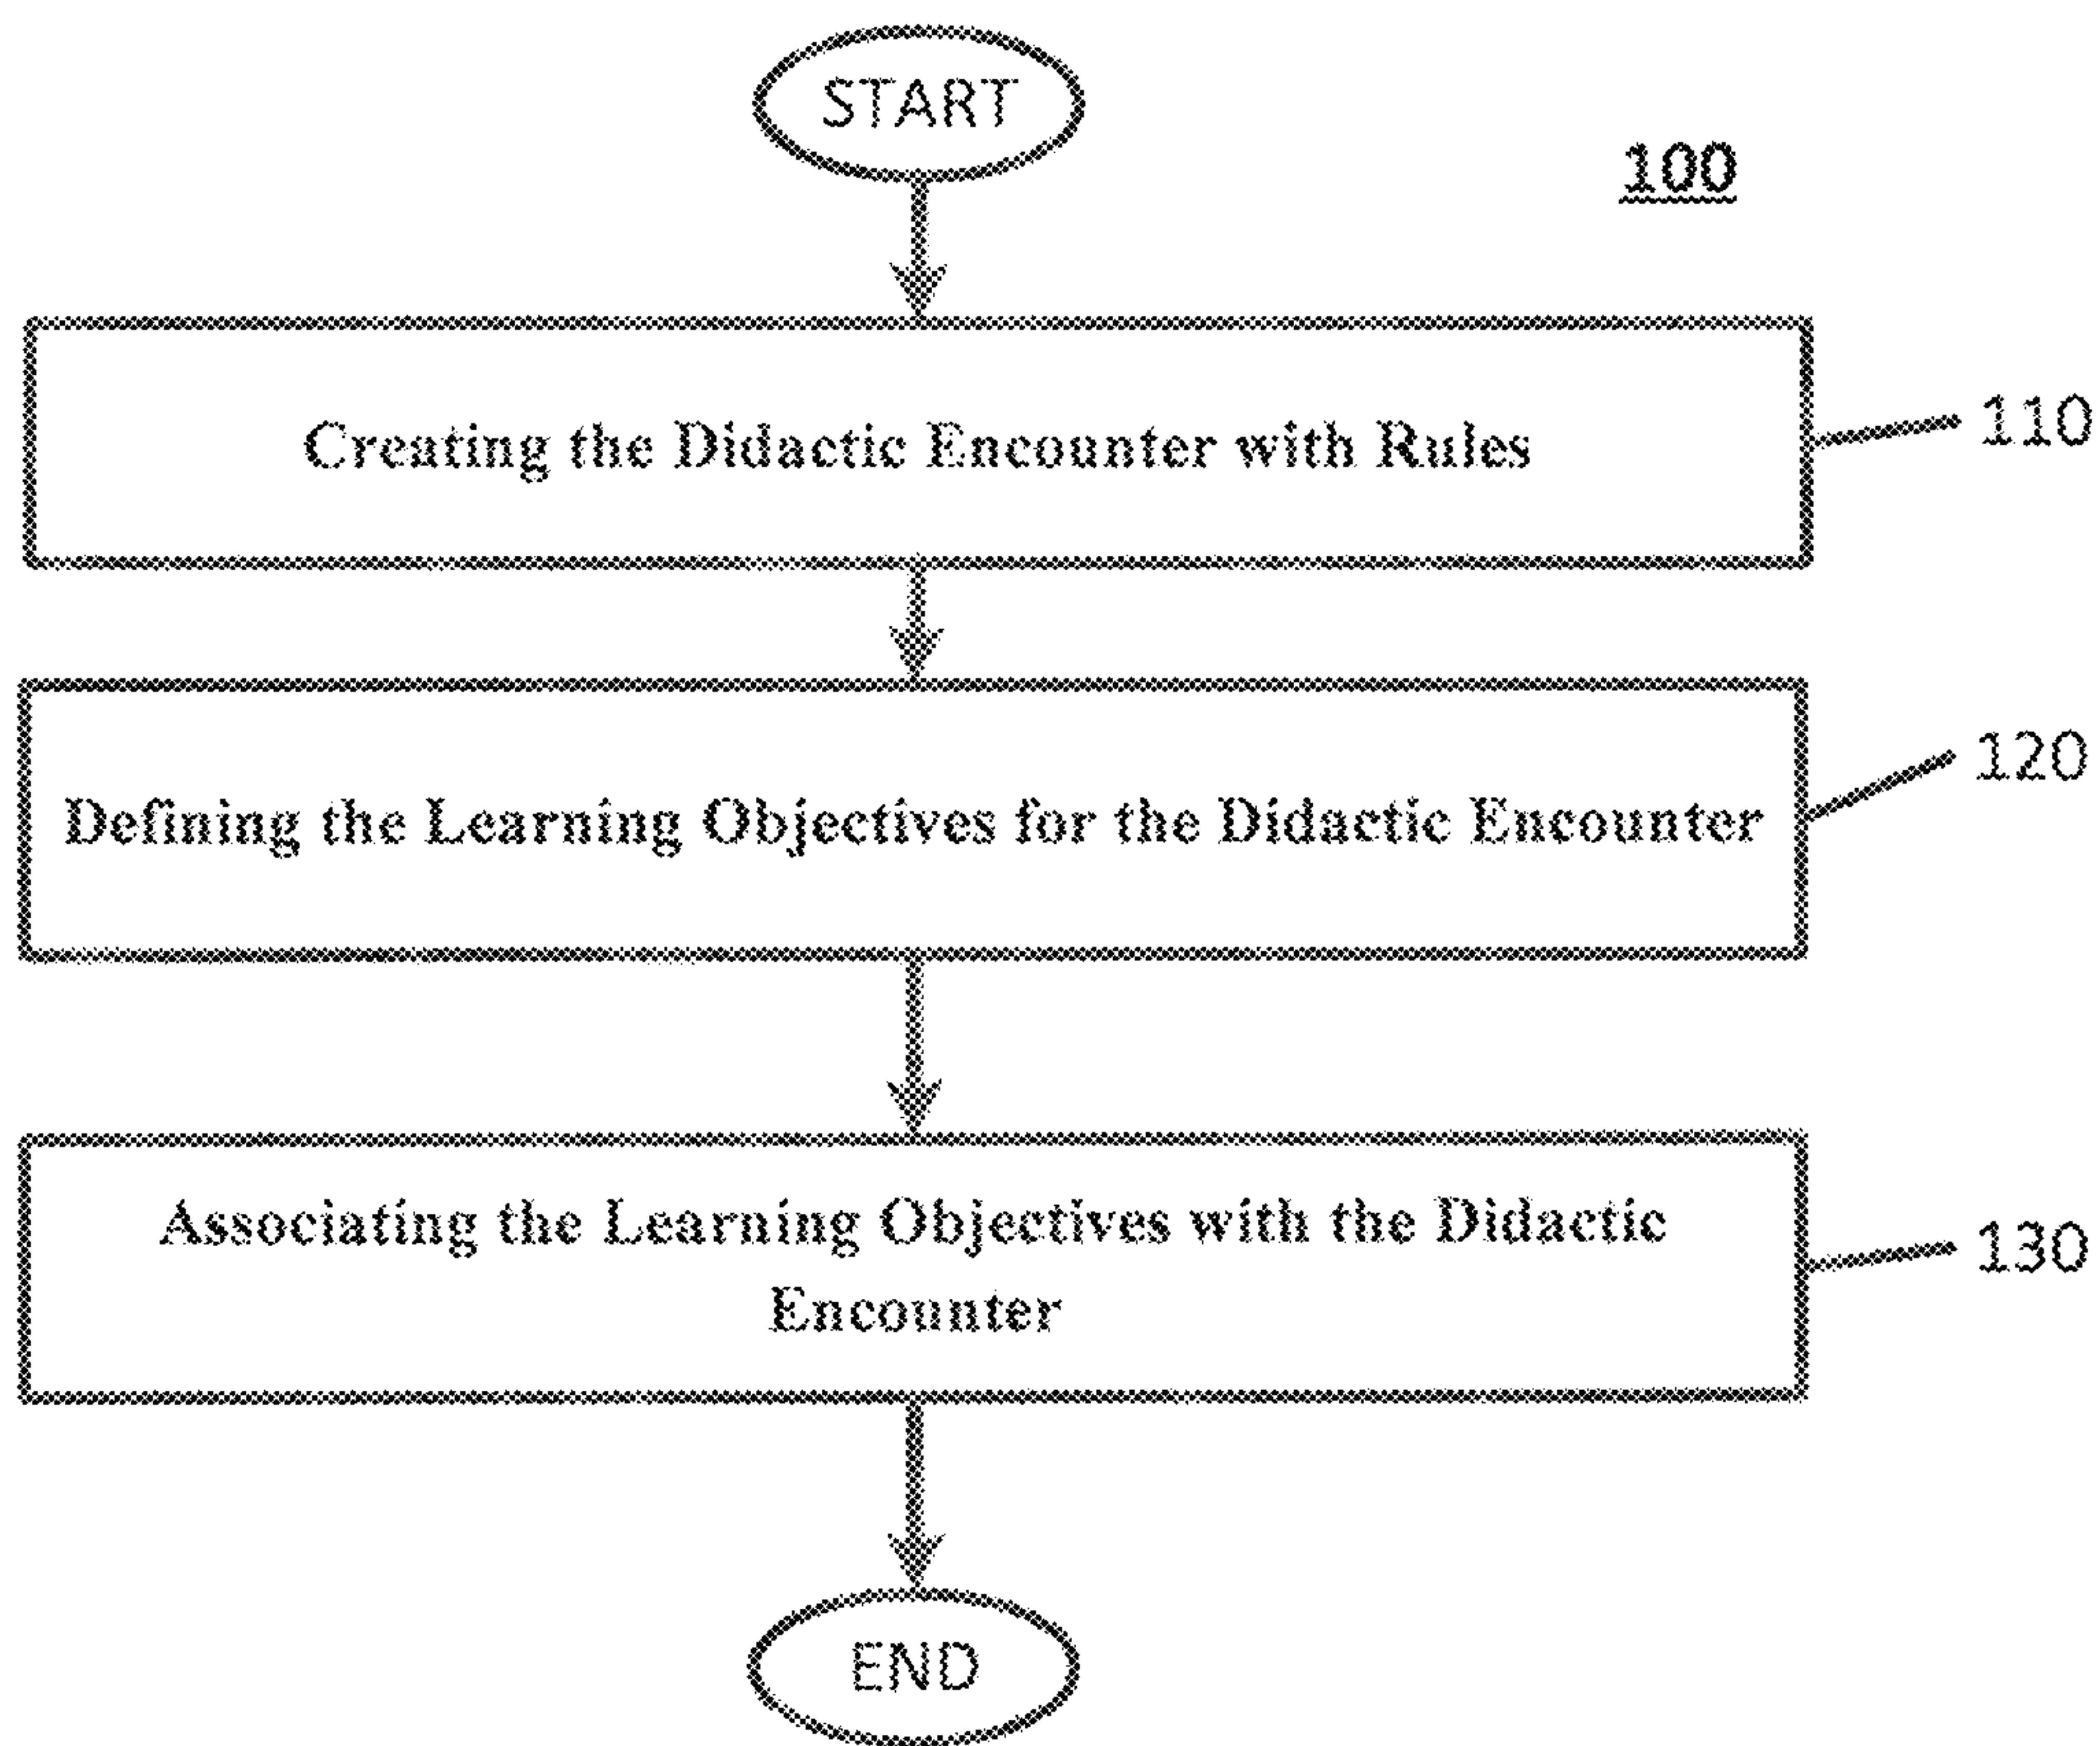 START
100
Creating the Didactic Encounter with Rules
110
Defining the Learning Objectives for the Didactic Encounter
120
Associating the Learning Objectives with the Didactic
Encounter
130
END